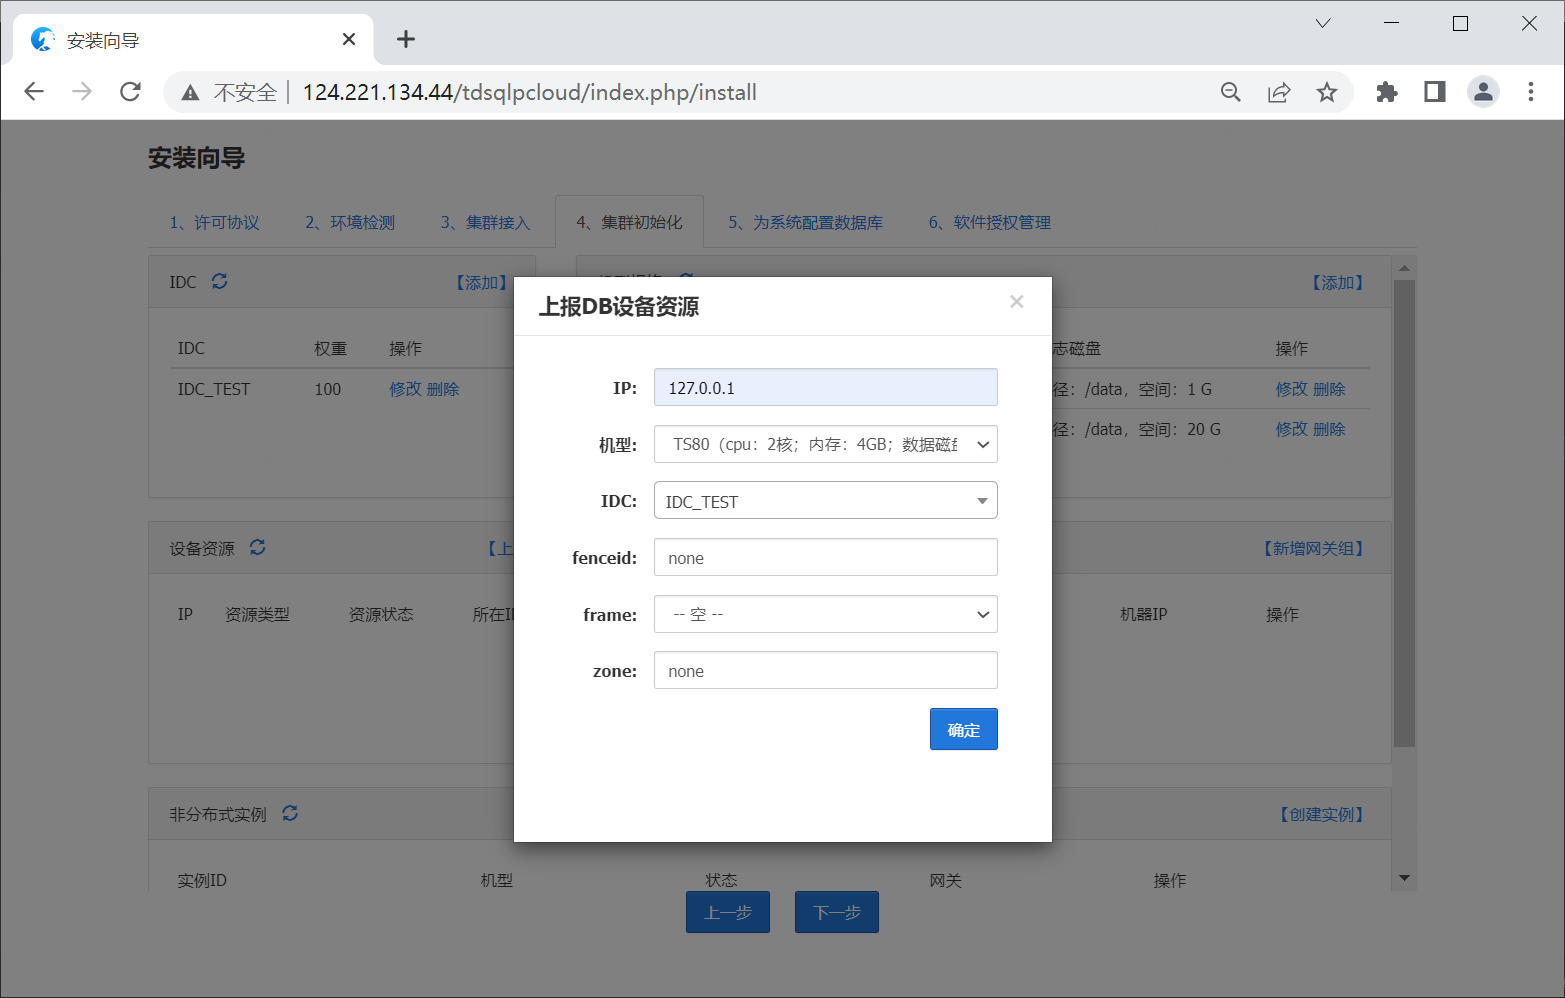 安装向导
不安全
124.221.134.44/tdsqlpcloud/index.php/install
安装向导
1、许可协议 2、环境检测 3、集群接入 4、集群初始化 5、为系统配置数据库 6、软件授权管理
IDC 【添加】
【添加】
IDC 权重 操作
IDC_TEST 100 修改 删除
志磁盘 操作
径：/data，空间：1 G 修改 删除
径：/data，空间：20 G 修改 删除
设备资源 【上
【新增网关组】
IP 资源类型 资源状态 所在I
机器IP 操作
非分布式实例
【创建实例】
实例ID 机型 状态 网关 操作
上一步 下一步
上报DB设备资源
×
IP: 127.0.0.1
机型: TS80（cpu：2核；内存：4GB；数据磁
IDC: IDC_TEST
fenceid: none
frame: -- 空 --
zone: none
确定